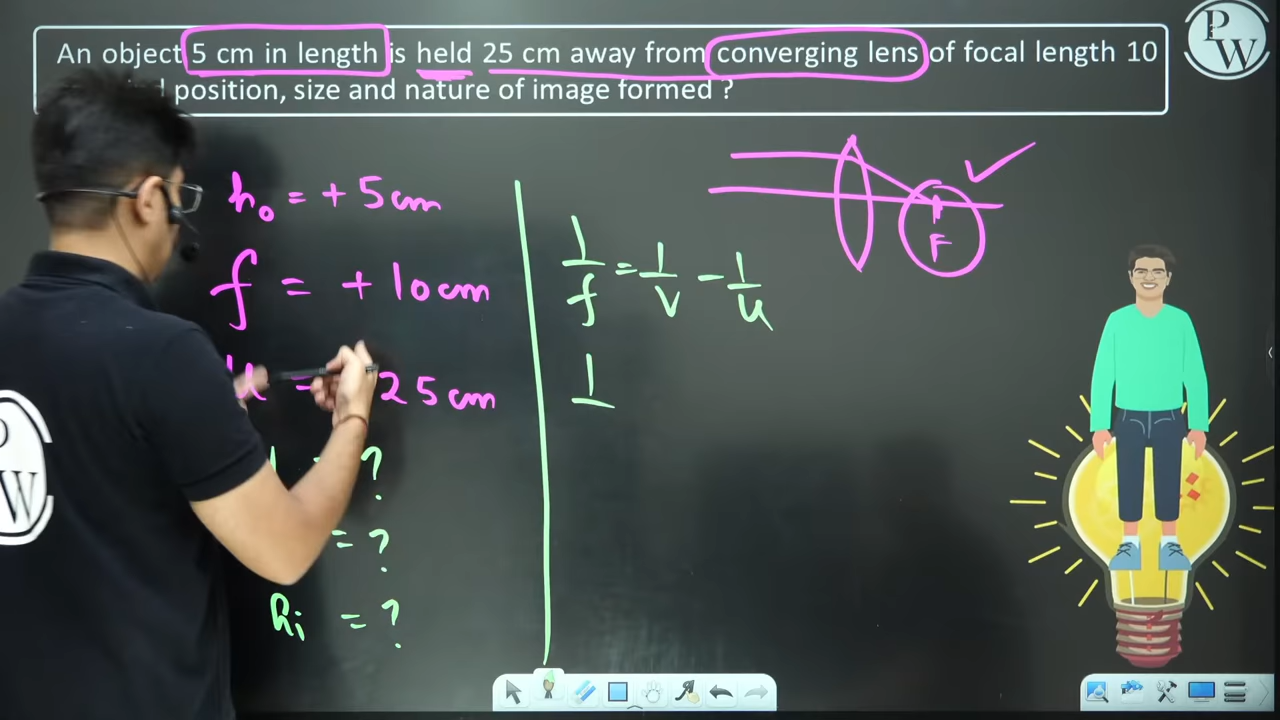 An object 5 cm in length is held 25 cm away from converging lens of focal length 10
position, size and nature of image formed ?
PW
h₀ = + 5 cm
f = + 10 cm
u = 25 cm
= ?
= ?
hᵢ = ?
1/f = 1/v - 1/u
1
F
P
W